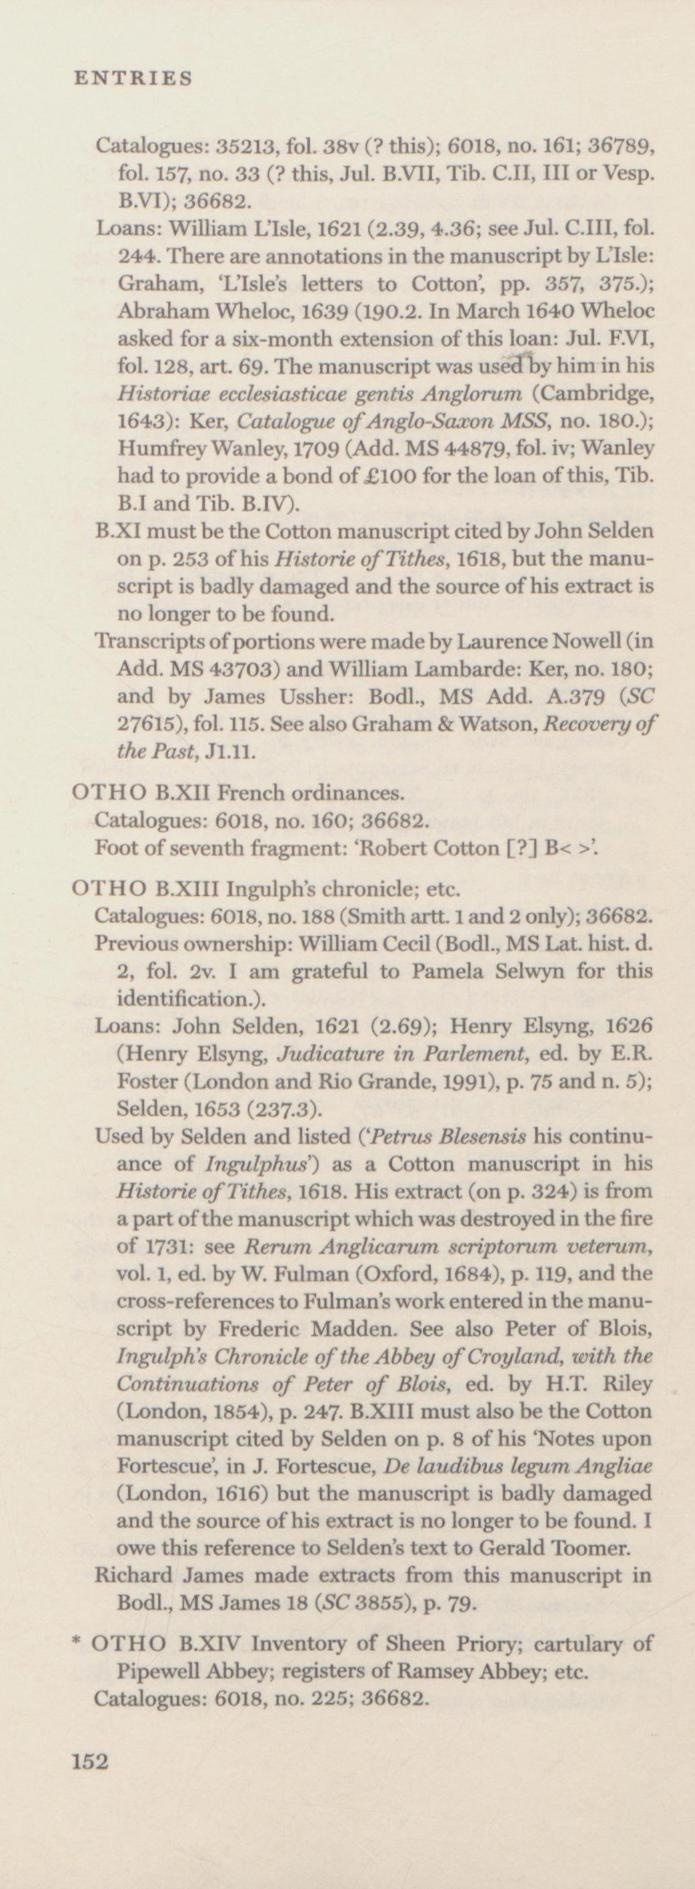 ENTRIES
Catalogues: 35213, fol. 38v (? this); 6018, no. 161; 36789,
fol. 157, no. 33 (? this, Jul. B.VII, Tib. C.II, III or Vesp.
B.VI); 36682.
Loans: William L'Isle, 1621 (2.39, 4.36; see Jul. C.III, fol.
244. There are annotations in the manuscript by L'Isle:
Graham, ‘L'Isle's letters to Cotton’, pp. 357, 375.);
Abraham Wheloc, 1639 (190.2. In March 1640 Wheloc
asked for a six-month extension of this loan: Jul. F.VI,
fol. 128, art. 69. The manuscript was used by him in his
Historiae ecclesiasticae gentis Anglorum (Cambridge,
1643): Ker, Catalogue of Anglo-Saxon MSS, no. 180.);
Humfrey Wanley, 1709 (Add. MS 44879, fol. iv; Wanley
had to provide a bond of £100 for the loan of this, Tib.
B.I and Tib. B.IV).
B.XI must be the Cotton manuscript cited by John Selden
on p. 253 of his Historie of Tithes, 1618, but the manu-
script is badly damaged and the source of his extract is
no longer to be found.
Transcripts of portions were made by Laurence Nowell (in
Add. MS 43703) and William Lambarde: Ker, no. 180;
and by James Ussher: Bodl., MS Add. A.379 (SC
27615), fol. 115. See also Graham & Watson, Recovery of
the Past, J1.11.
OTHO B.XII French ordinances.
Catalogues: 6018, no. 160; 36682.
Foot of seventh fragment: ‘Robert Cotton [?] B< >’.
OTHO B.XIII Ingulph's chronicle; etc.
Catalogues: 6018, no. 188 (Smith artt. 1 and 2 only); 36682.
Previous ownership: William Cecil (Bodl., MS Lat. hist. d.
2, fol. 2v. I am grateful to Pamela Selwyn for this
identification.).
Loans: John Selden, 1621 (2.69); Henry Elsyng, 1626
(Henry Elsyng, Judicature in Parlement, ed. by E.R.
Foster (London and Rio Grande, 1991), p. 75 and n. 5);
Selden, 1653 (237.3).
Used by Selden and listed (‘Petrus Blesensis his continu-
ance of Ingulphus’) as a Cotton manuscript in his
Historie of Tithes, 1618. His extract (on p. 324) is from
a part of the manuscript which was destroyed in the fire
of 1731: see Rerum Anglicarum scriptorum veterum,
vol. 1, ed. by W. Fulman (Oxford, 1684), p. 119, and the
cross-references to Fulman's work entered in the manu-
script by Frederic Madden. See also Peter of Blois,
Ingulph's Chronicle of the Abbey of Croyland, with the
Continuations of Peter of Blois, ed. by H.T. Riley
(London, 1854), p. 247. B.XIII must also be the Cotton
manuscript cited by Selden on p. 8 of his ‘Notes upon
Fortescue’, in J. Fortescue, De laudibus legum Angliae
(London, 1616) but the manuscript is badly damaged
and the source of his extract is no longer to be found. I
owe this reference to Selden's text to Gerald Toomer.
Richard James made extracts from this manuscript in
Bodl., MS James 18 (SC 3855), p. 79.
* OTHO B.XIV Inventory of Sheen Priory; cartulary of
Pipewell Abbey; registers of Ramsey Abbey; etc.
Catalogues: 6018, no. 225; 36682.
152